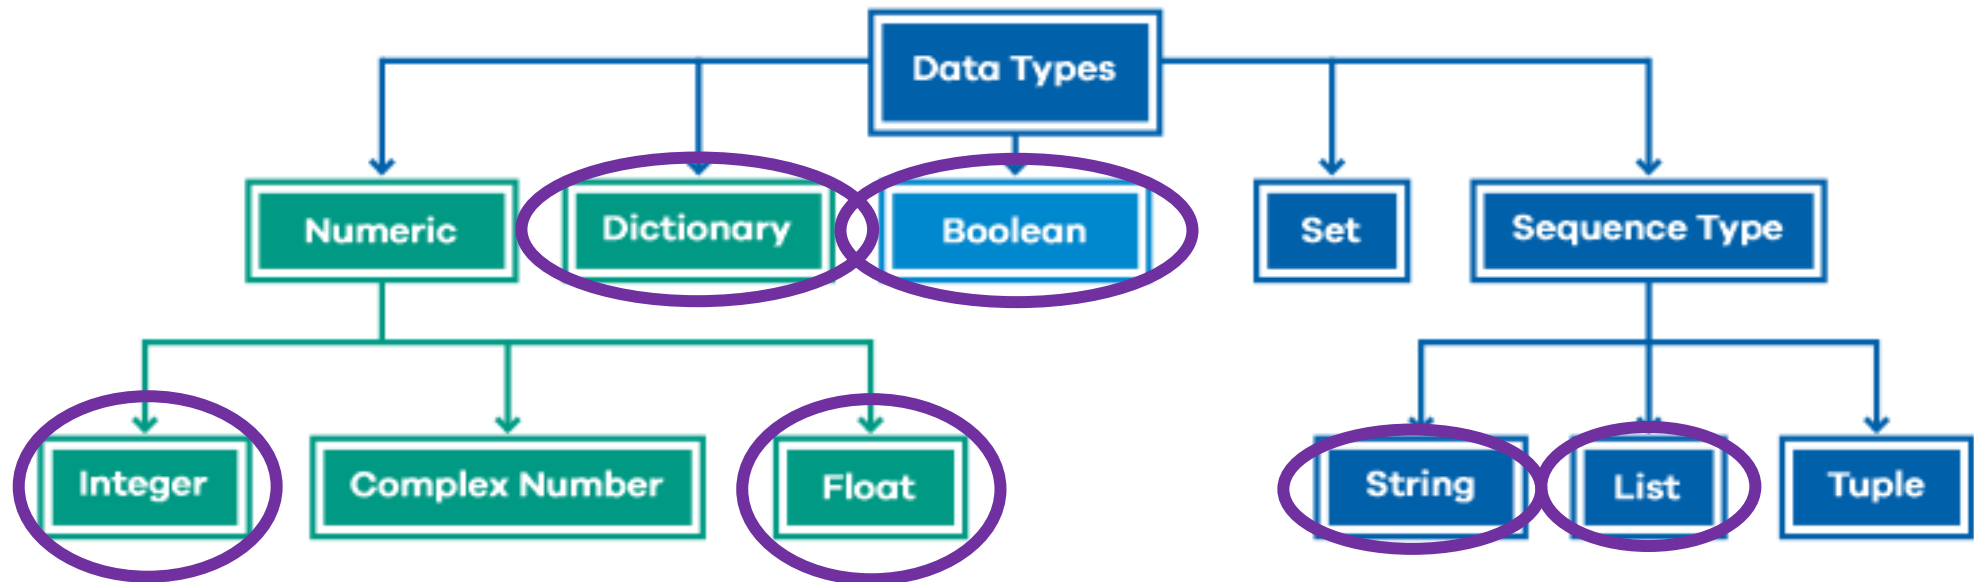 Data Types
Numeric
Dictionary
Boolean
Set
Sequence Type
Integer
Complex Number
Float
String
List
Tuple